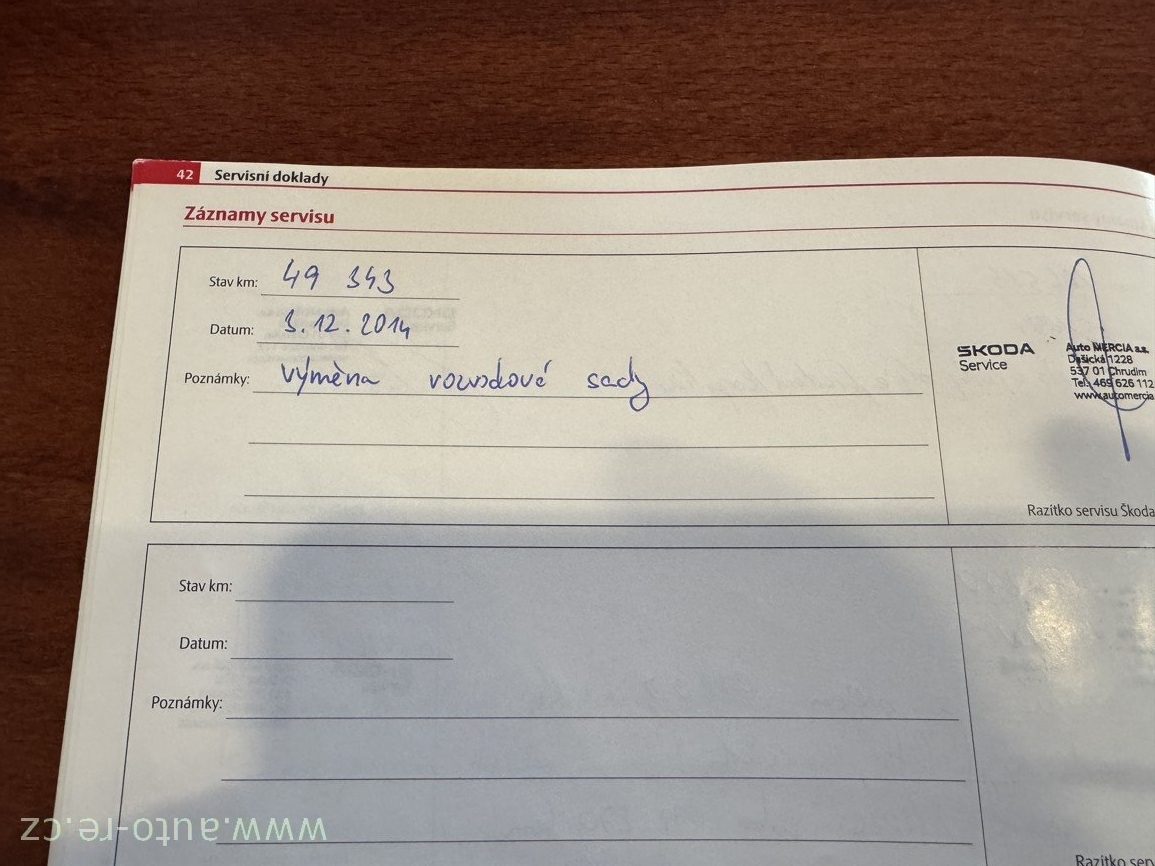 42 Servisní doklady
Záznamy servisu
Stav km: 49 343
Datum: 3.12.2014
Poznámky: výměna rozvodové sady
ŠKODA
Service
Auto MERCIA a.s.
Dašická 1228
537 01 Chrudim
Tel.: 469 626 112
www.automercia
Razítko servisu Škoda
Stav km:
Datum:
Poznámky:
Razítko ser
www.auto-re.cz